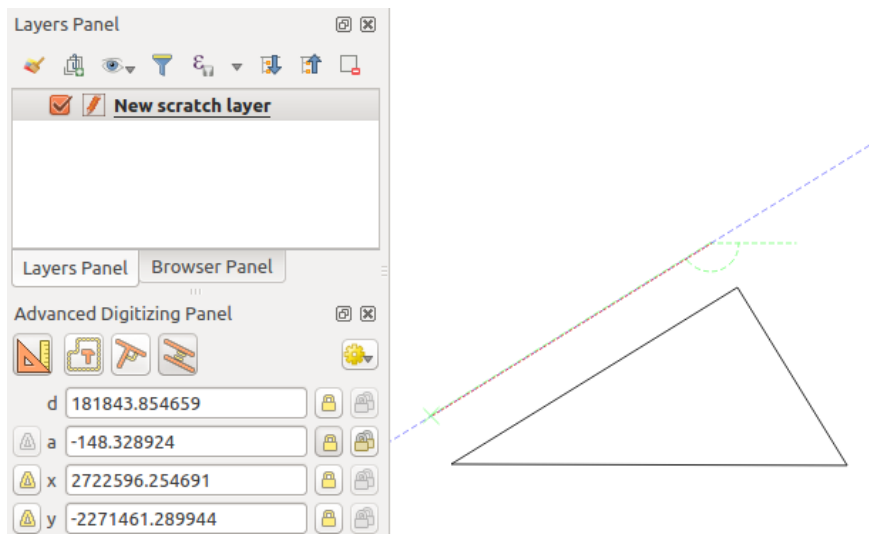 Layers Panel
New scratch layer
Layers Panel Browser Panel
Advanced Digitizing Panel
d 181843.854659
a -148.328924
x 2722596.254691
y -2271461.289944